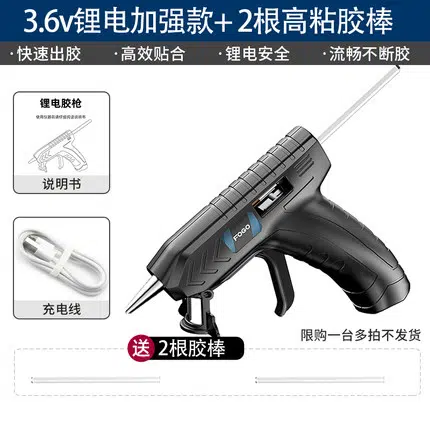 3.6v锂电加强款+ 2根高粘胶棒
快速出胶 高效贴合 锂电安全 流畅不断胶
锂电胶枪
说明书
FOGO
充电线
限购一台多拍不发货
送 2根胶棒